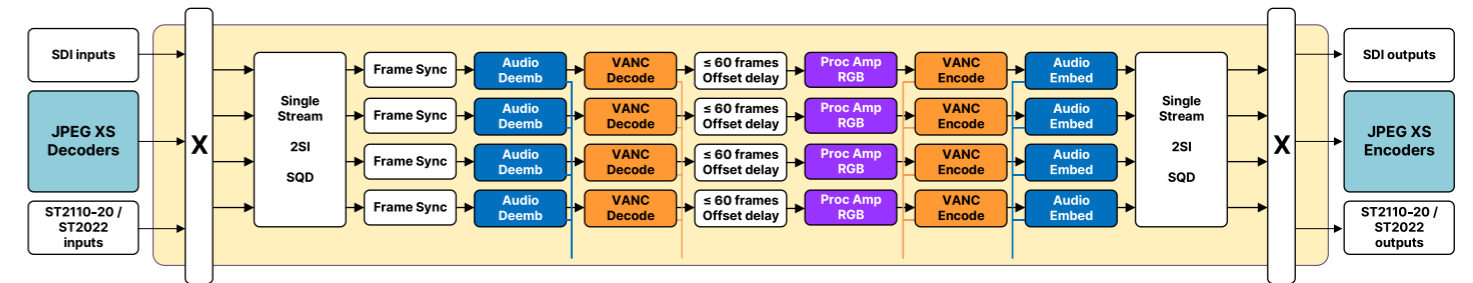 SDI inputs
JPEG XS
Decoders
ST2110-20 /
ST2022
inputs
X
Single
Stream
2SI
SQD
Frame Sync
Audio
Deemb
VANC
Decode
≤ 60 frames
Offset delay
Proc Amp
RGB
VANC
Encode
Audio
Embed
Frame Sync
Audio
Deemb
VANC
Decode
≤ 60 frames
Offset delay
Proc Amp
RGB
VANC
Encode
Audio
Embed
Frame Sync
Audio
Deemb
VANC
Decode
≤ 60 frames
Offset delay
Proc Amp
RGB
VANC
Encode
Audio
Embed
Frame Sync
Audio
Deemb
VANC
Decode
≤ 60 frames
Offset delay
Proc Amp
RGB
VANC
Encode
Audio
Embed
Single
Stream
2SI
SQD
X
SDI outputs
JPEG XS
Encoders
ST2110-20 /
ST2022
outputs